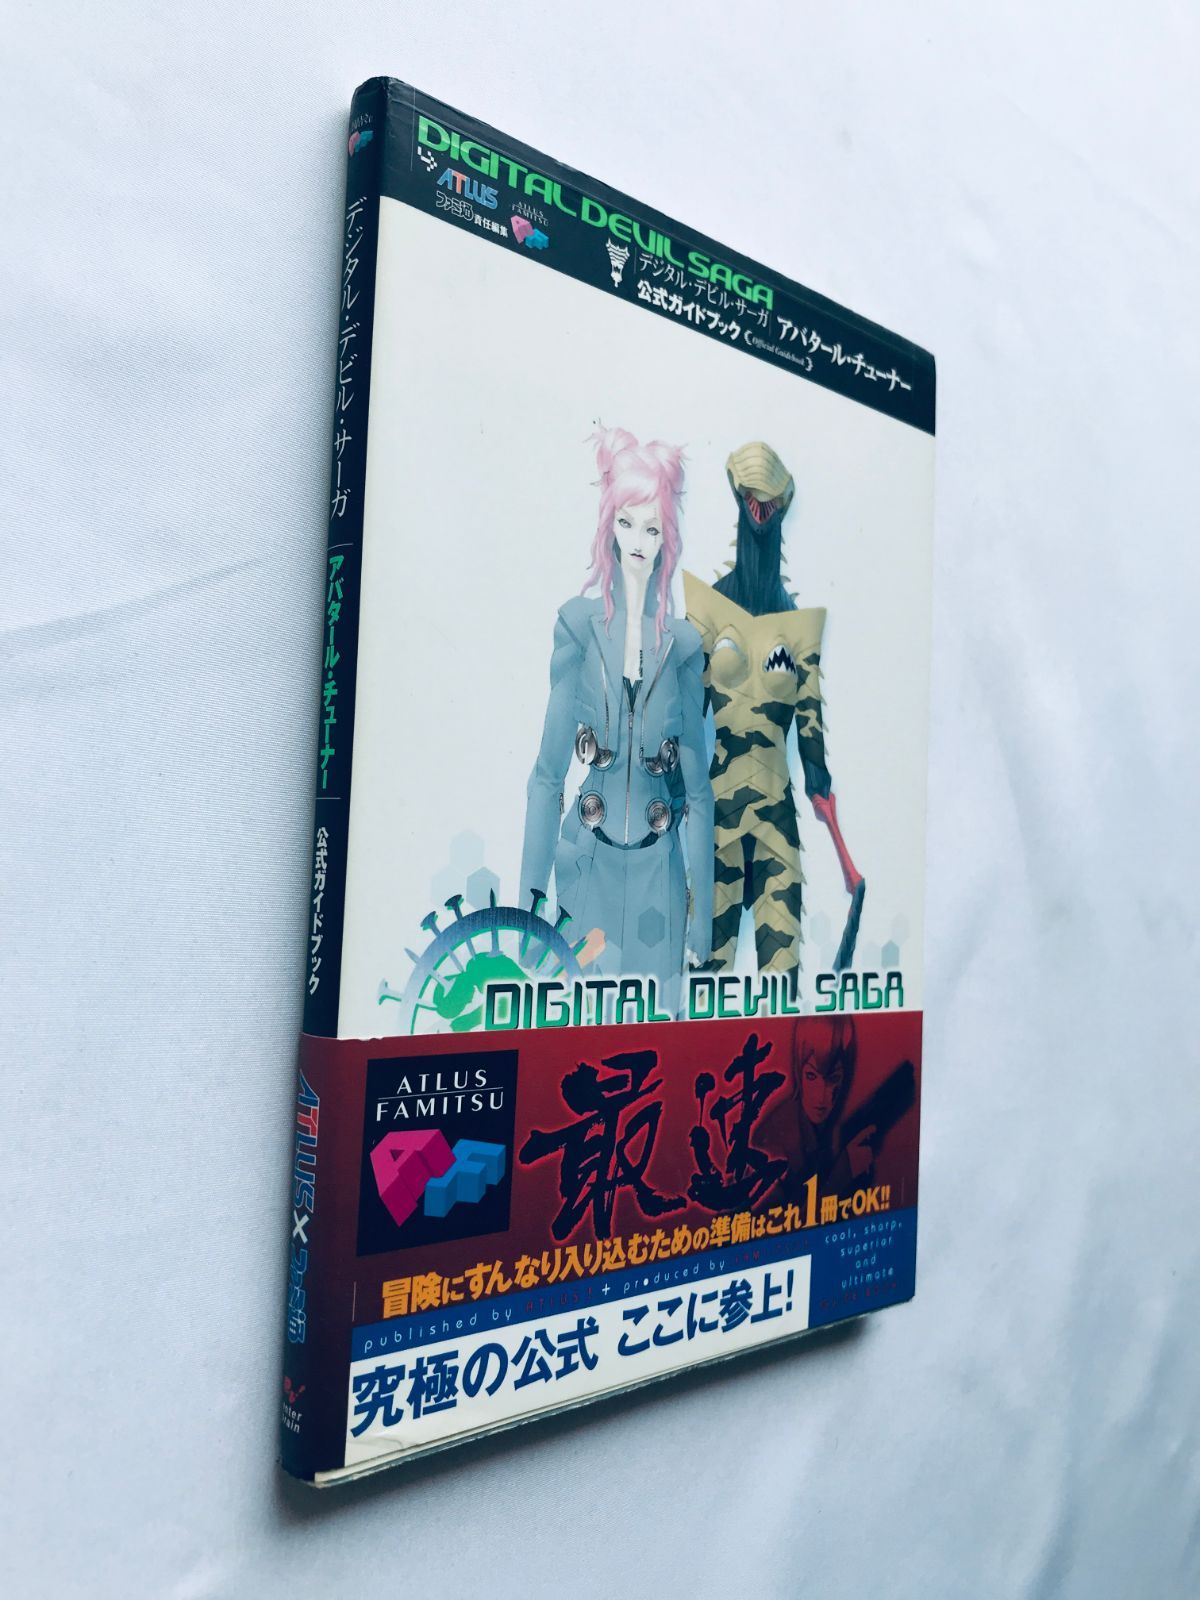 デジタル・デビル・サーガ
アバタール・チューナー
公式ガイドブック
ATLUS×ファミ通
DIGITAL DEVIL SAGA
ATLUS
ファミ通責任編集
デジタル・デビル・サーガ
アバタール・チューナー
公式ガイドブック
Official Guidebook
DIGITAL DEVIL SAGA
ATLUS
FAMITSU
最速
冒険にすんなり入り込むための準備はこれ1冊でOK!!
published by ATLUS! + produced by FAMITSU!
cool, sharp,
superior
and
ultimate
究極の公式 ここに参上!